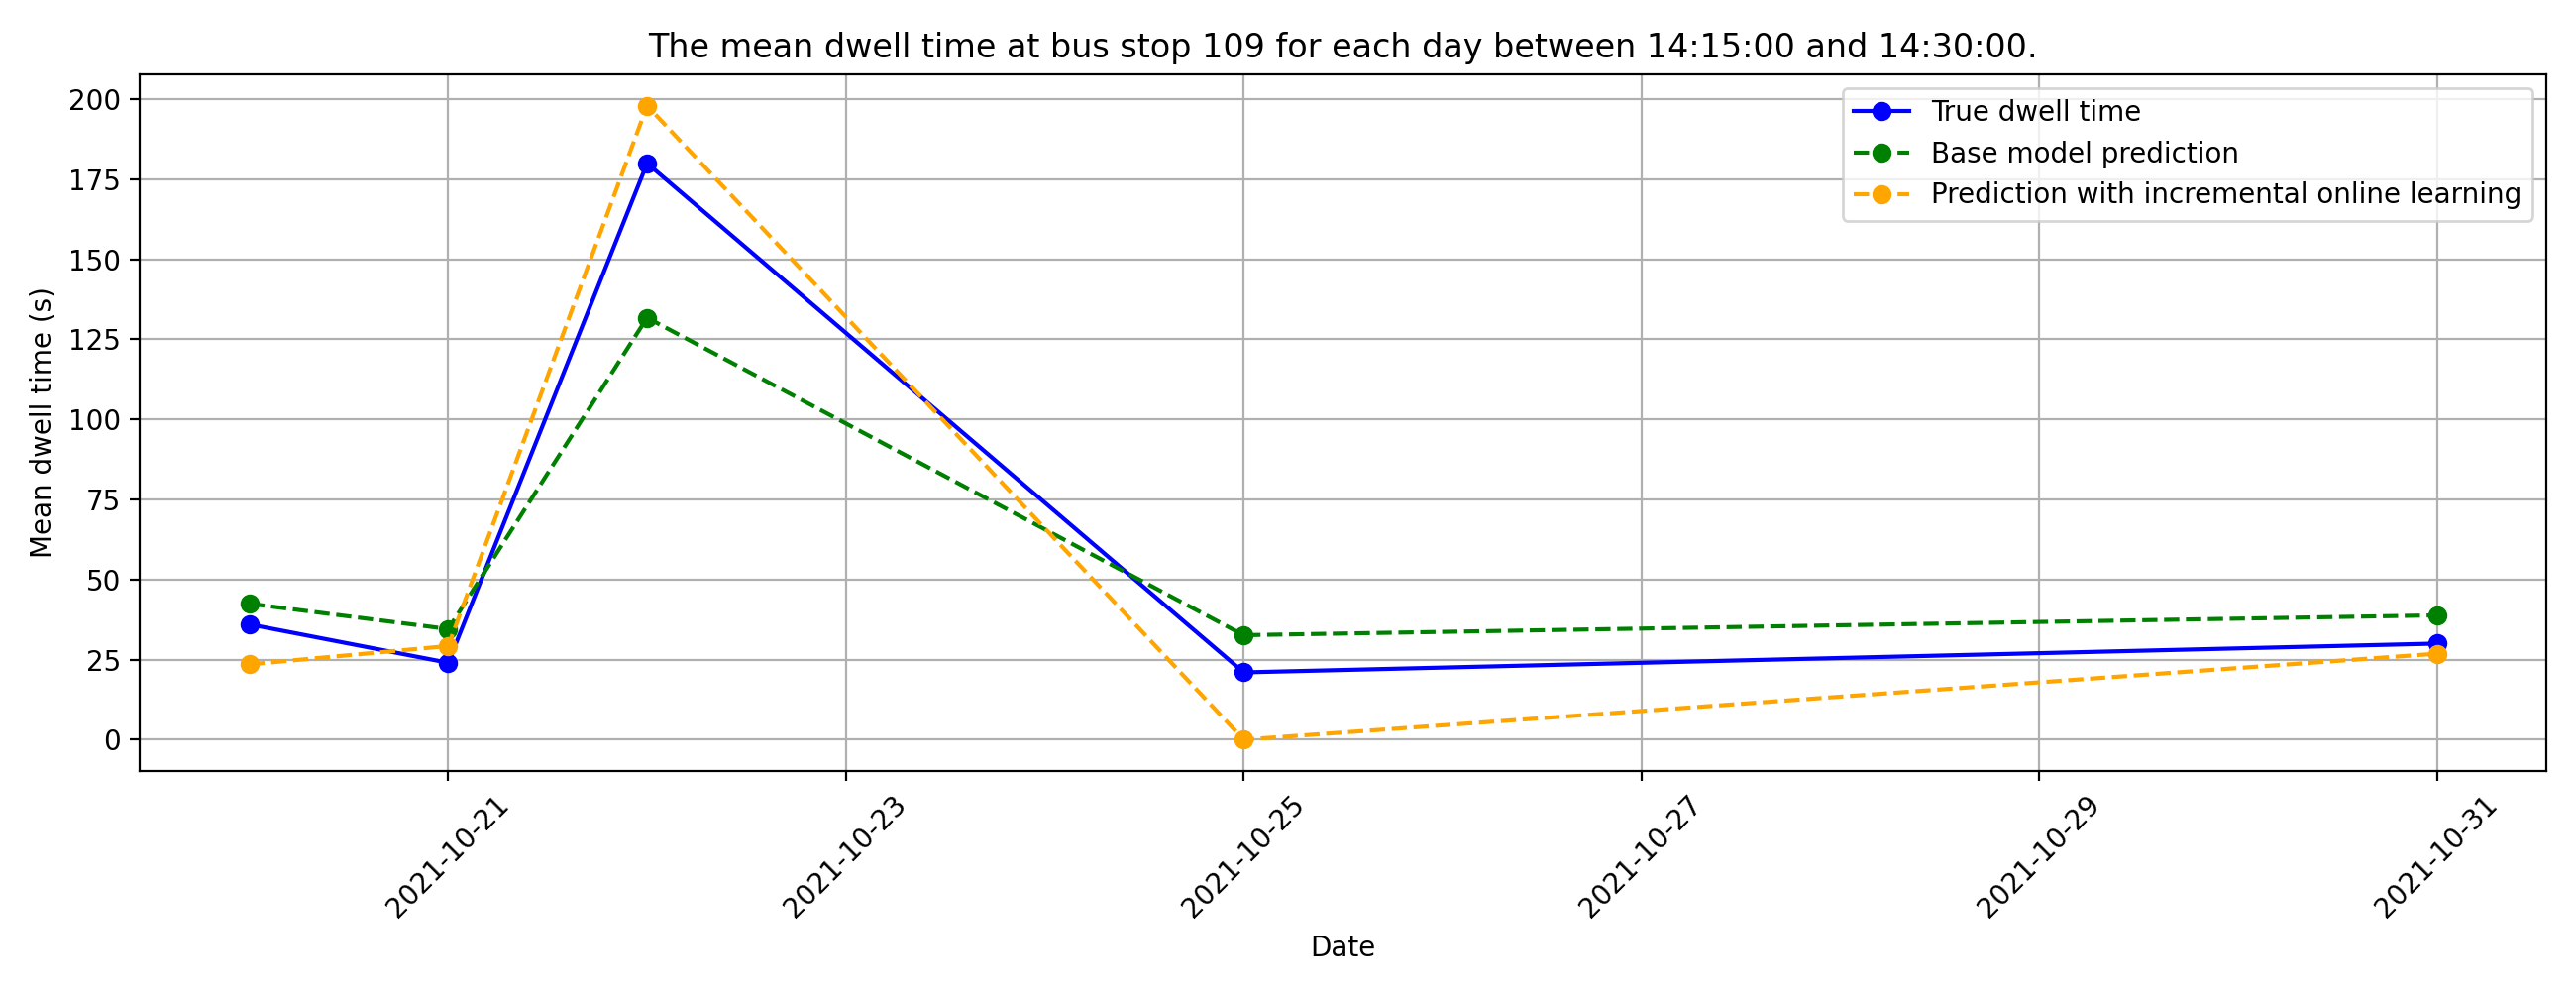 The mean dwell time at bus stop 109 for each day between 14:15:00 and 14:30:00.
True dwell time
Base model prediction
Prediction with incremental online learning
Mean dwell time (s)
200
175
150
125
100
75
50
25
0
2021-10-21
2021-10-23
2021-10-25
2021-10-27
2021-10-29
2021-10-31
Date